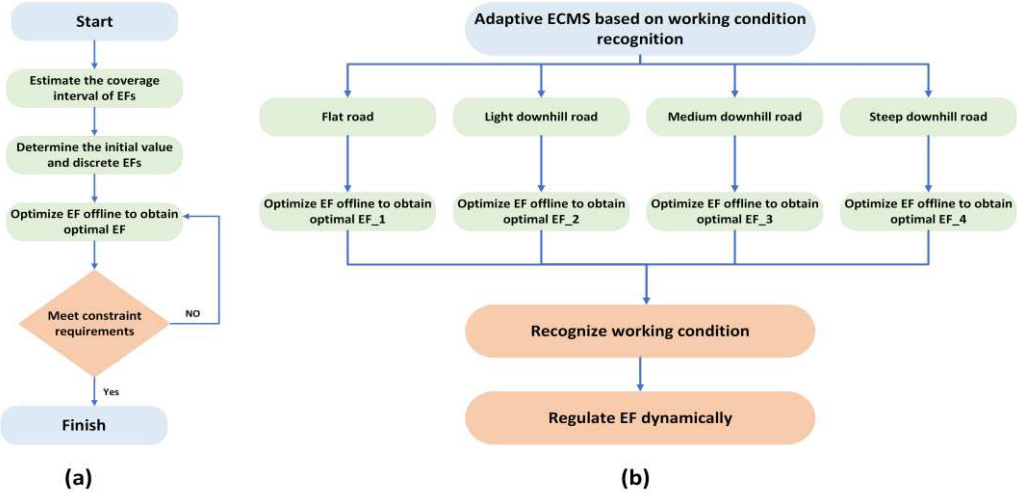 Start
Estimate the coverage
interval of EFs
Determine the initial value
and discrete EFs
Optimize EF offline to obtain
optimal EF
Meet constraint
requirements
NO
Yes
Finish
(a)
Adaptive ECMS based on working condition
recognition
Flat road
Light downhill road
Medium downhill road
Steep downhill road
Optimize EF offline to obtain
optimal EF_1
Optimize EF offline to obtain
optimal EF_2
Optimize EF offline to obtain
optimal EF_3
Optimize EF offline to obtain
optimal EF_4
Recognize working condition
Regulate EF dynamically
(b)